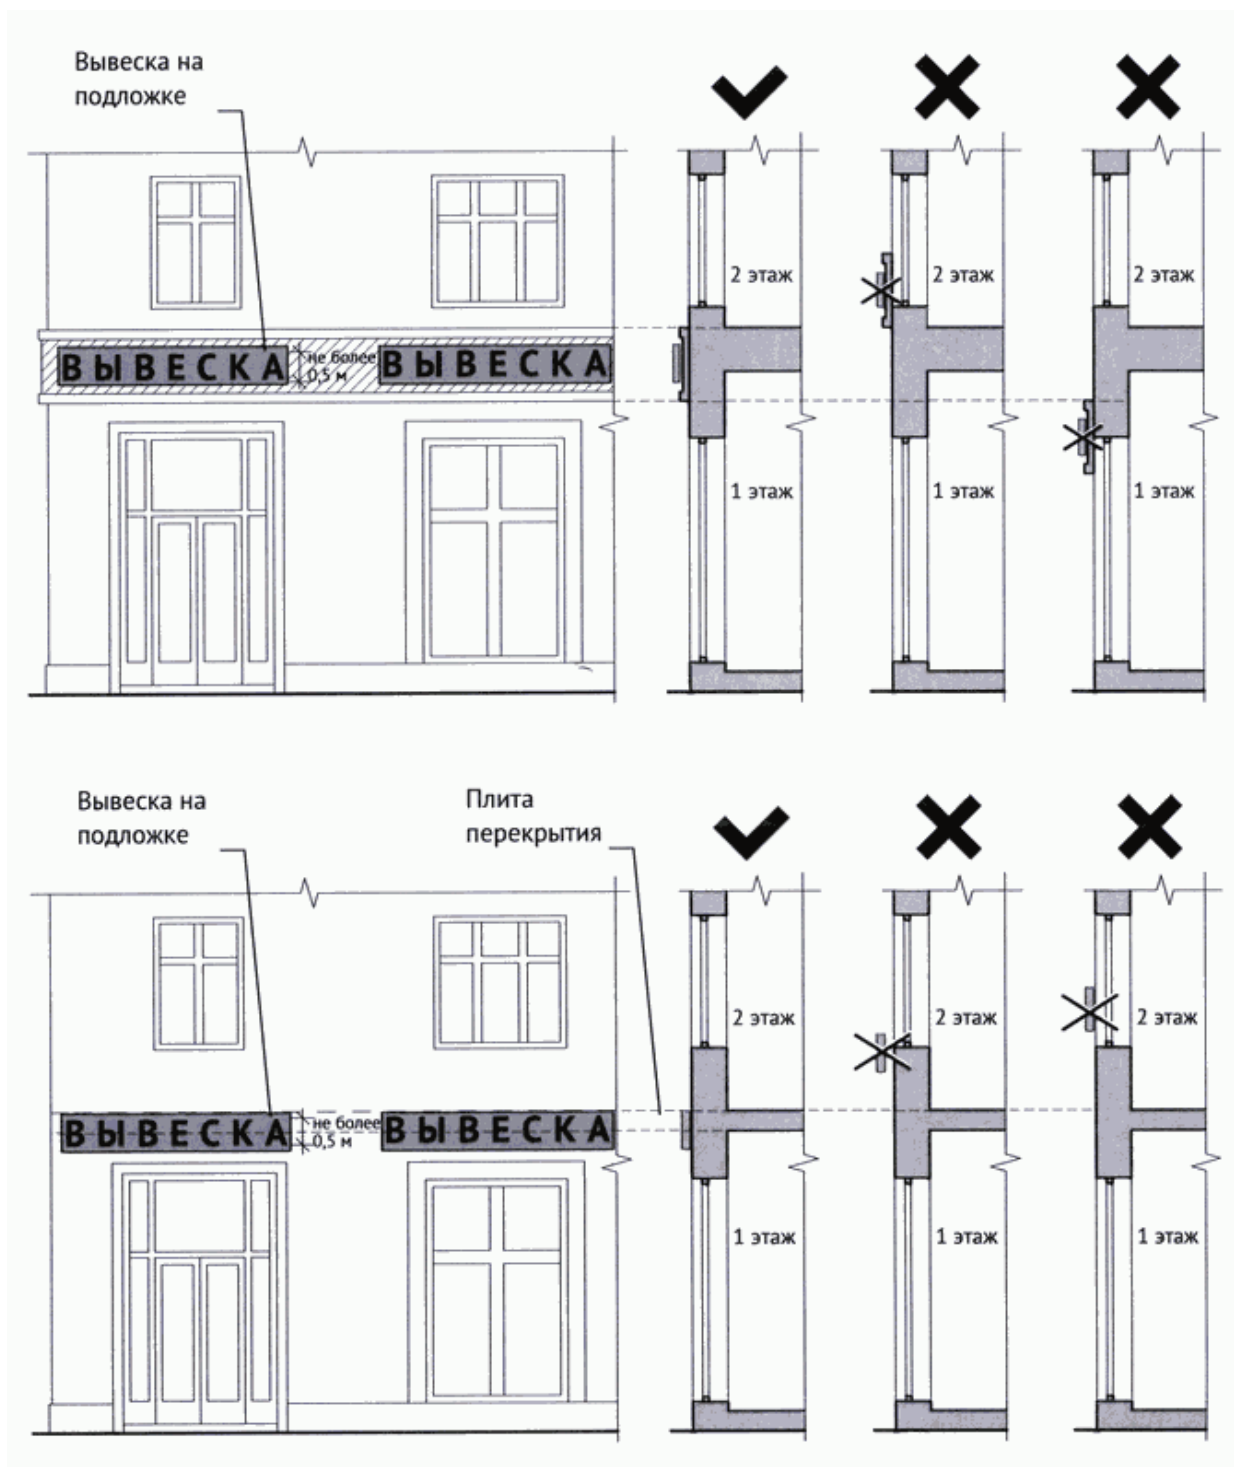 Вывеска на
подложке
2 этаж
2 этаж
2 этаж
ВЫВЕСКА
не более
0,5 м
ВЫВЕСКА
1 этаж
1 этаж
1 этаж
Вывеска на
подложке
Плита
перекрытия
2 этаж
2 этаж
2 этаж
ВЫВЕСКА
не более
0,5 м
ВЫВЕСКА
1 этаж
1 этаж
1 этаж